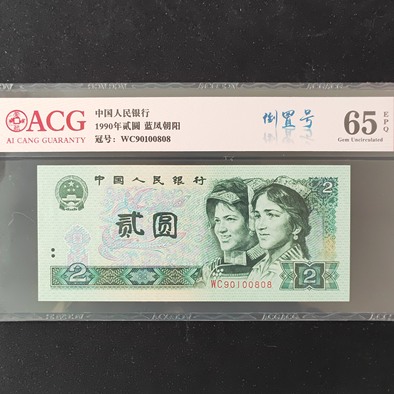 ACG
AI CANG GUARANTY
中国人民银行
1990年贰圆 蓝凤朝阳
冠号: WC90100808
倒置号
65 EPQ
Gem Uncirculated
中国人民银行
2
贰圆
2
2
WC90100808